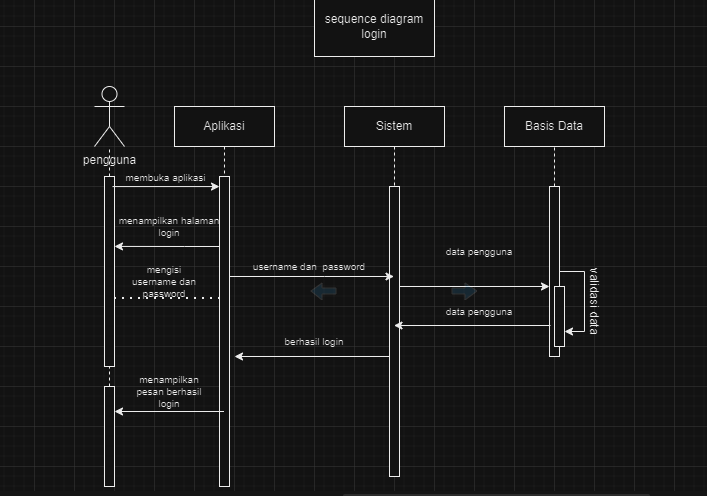 sequence diagram
login
Aplikasi
Sistem
Basis Data
pengguna
membuka aplikasi
menampilkan halaman
login
username dan password
data pengguna
mengisi
username dan
password
validasi data
data pengguna
berhasil login
menampilkan
pesan berhasil
login